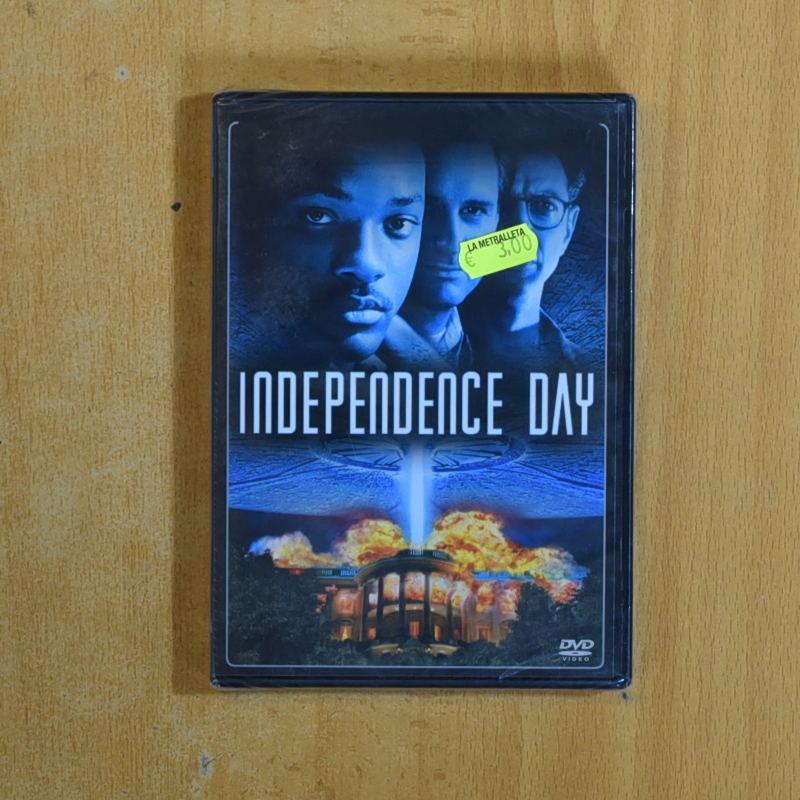 LA METRALLETA
€ 3,00
INDEPENDENCE DAY
DVD
VIDEO